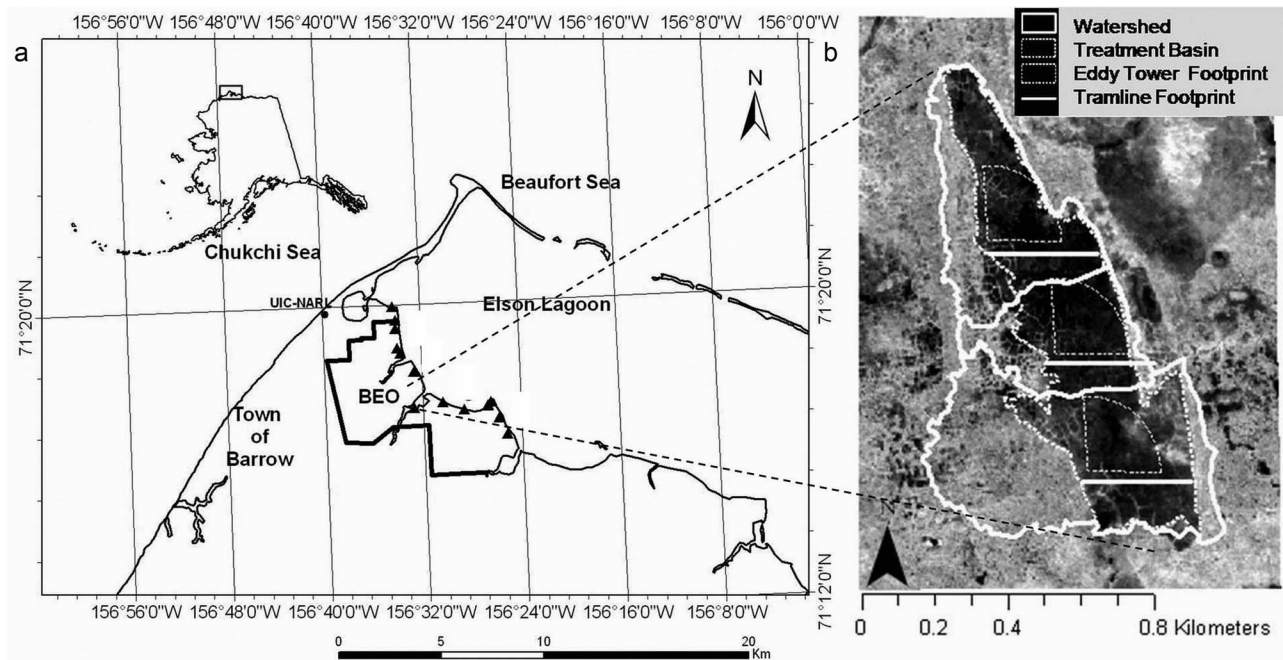 a
156°56'0"W 156°48'0"W 156°40'0"W 156°32'0"W 156°24'0"W 156°16'0"W 156°8'0"W 156°0'0"W
N
Beaufort Sea
Chukchi Sea
UIC-NARL
Elson Lagoon
71°20'0"N
71°20'0"N
BEO
Town
of
Barrow
71°12'0"N
156°56'0"W 156°48'0"W 156°40'0"W 156°32'0"W 156°24'0"W 156°16'0"W 156°8'0"W
0 5 10 20
Km
b
Watershed
Treatment Basin
Eddy Tower Footprint
Tramline Footprint
N
0 0.2 0.4 0.8 Kilometers